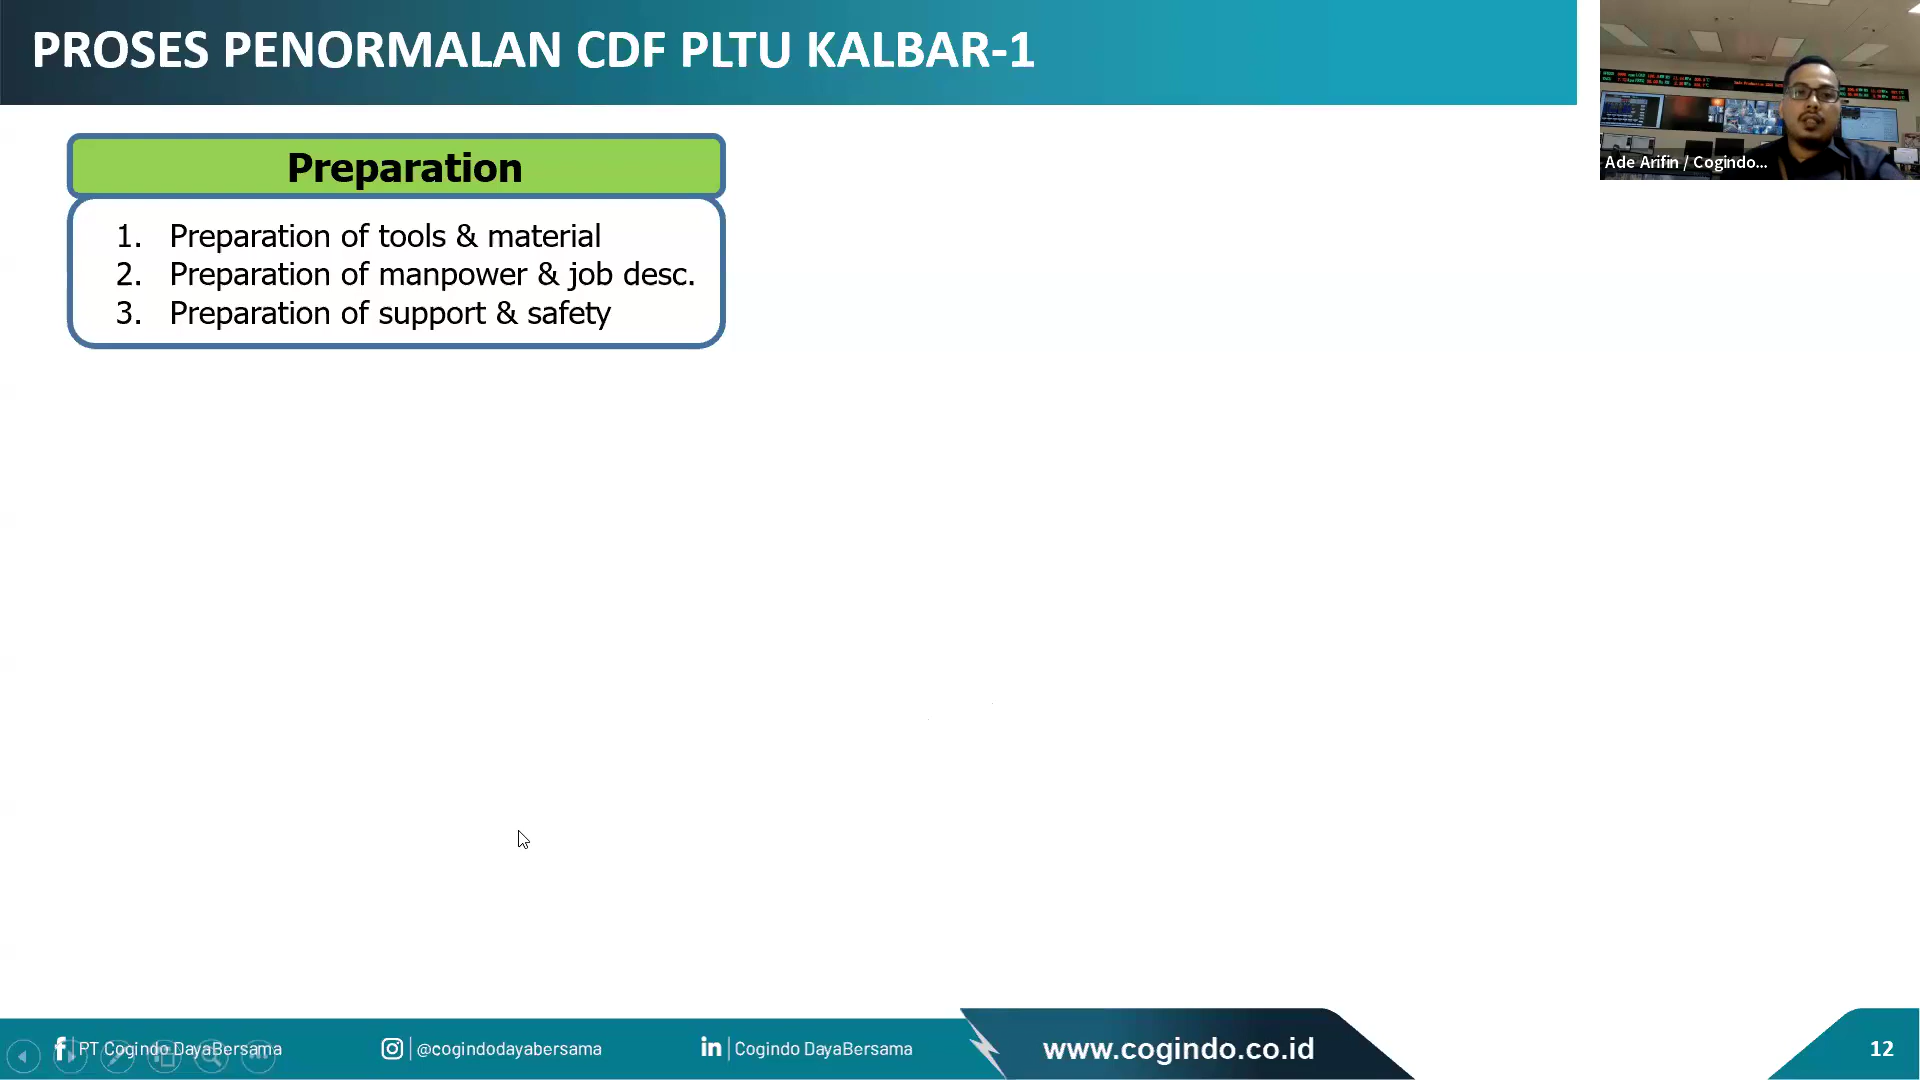 PROSES PENORMALAN CDF PLTU KALBAR-1
Ade Arifin / Cogindo...
Preparation
1. Preparation of tools & material
2. Preparation of manpower & job desc.
3. Preparation of support & safety
PT Cogindo DayaBersama
@cogindodayabersama
Cogindo DayaBersama
www.cogindo.co.id
12